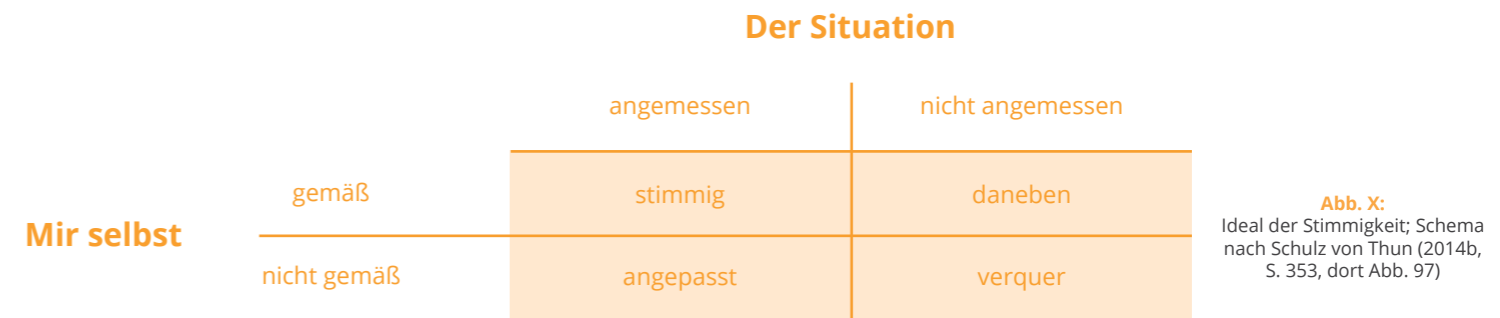 Der Situation
angemessen nicht angemessen
gemäß stimmig daneben
Mir selbst
nicht gemäß angepasst verquer
Abb. X:
Ideal der Stimmigkeit; Schema
nach Schulz von Thun (2014b,
S. 353, dort Abb. 97)